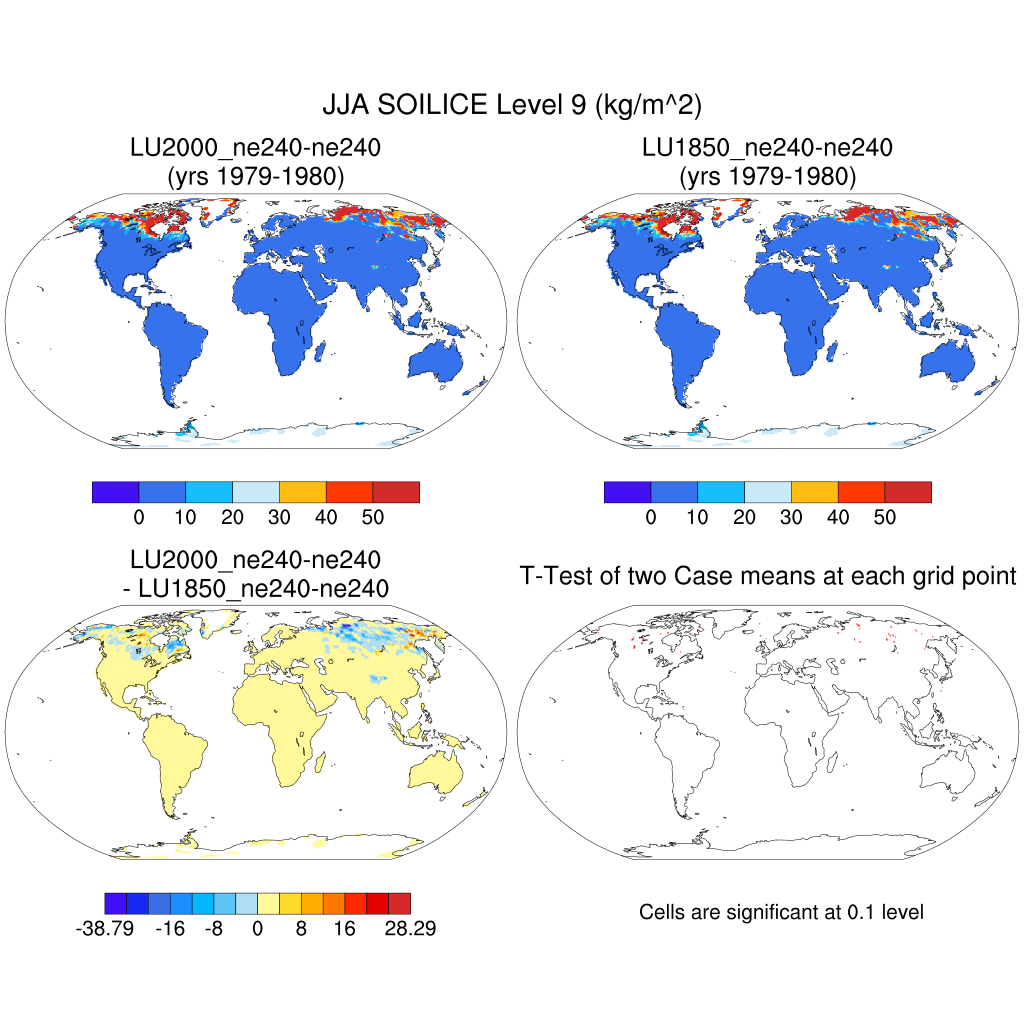 JJA SOILICE Level 9 (kg/m^2)
LU2000_ne240-ne240
(yrs 1979-1980)
LU1850_ne240-ne240
(yrs 1979-1980)
0 10 20 30 40 50
0 10 20 30 40 50
LU2000_ne240-ne240
- LU1850_ne240-ne240
T-Test of two Case means at each grid point
-38.79 -16 -8 0 8 16 28.29
Cells are significant at 0.1 level